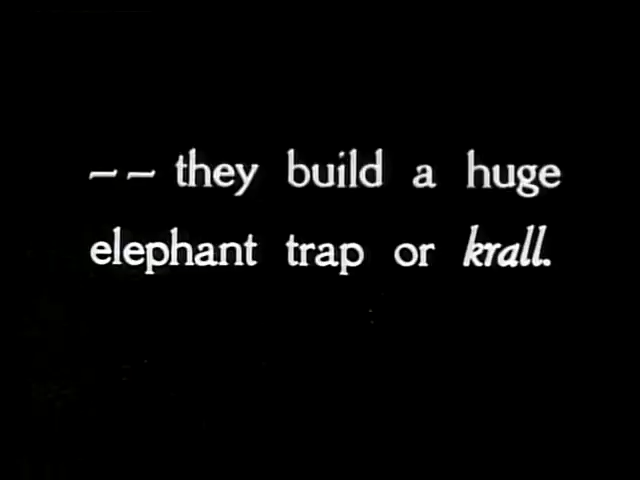 –– they build a huge
elephant trap or krall.